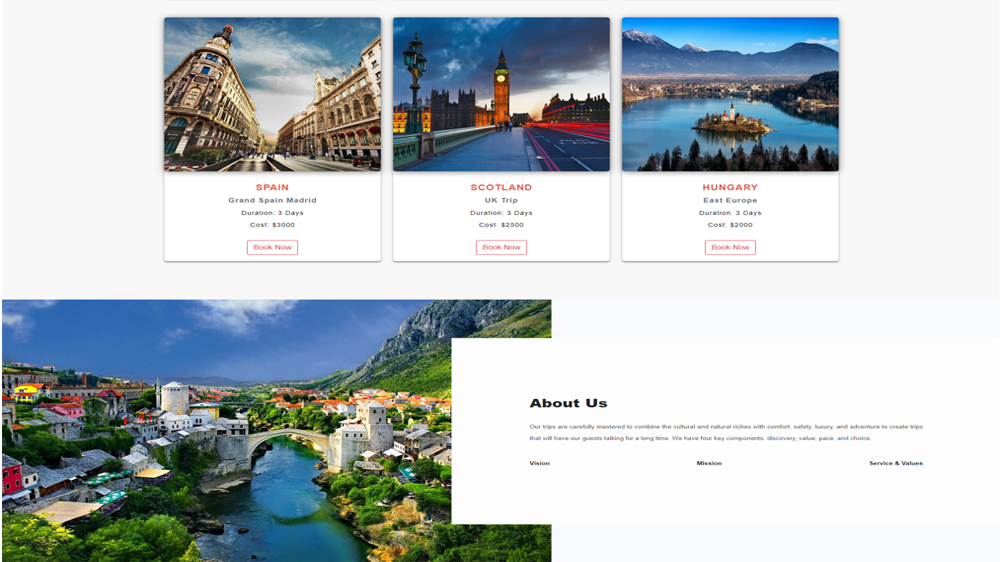 SPAIN
Grand Spain Madrid
Duration: 3 Days
Cost: $3000
Book Now
SCOTLAND
UK Trip
Duration: 3 Days
Cost: $2500
Book Now
HUNGARY
East Europe
Duration: 3 Days
Cost: $2000
Book Now
About Us
Our trips are carefully mastered to combine the cultural and natural riches with comfort, safety, luxury, and adventure to create trips
that will have our guests talking for a long time. We have four key components: discovery, value, pace, and choice.
Vision
Mission
Service & Values